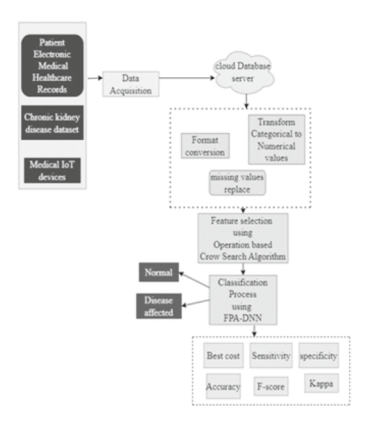 Patient
Electronic
Medical
Healthcare
Records
Chronic kidney
disease dataset
Medical IoT
devices
Data
Acquisition
cloud Database
server
Format
conversion
Transform
Categorical to
Numerical
values
missing values
replace
Feature selection
using
Operation based
Crow Search Algorithm
Normal
Disease
affected
Classification
Process
using
FPA-DNN
Best cost
Sensitivity
specificity
Accuracy
F-score
Kappa